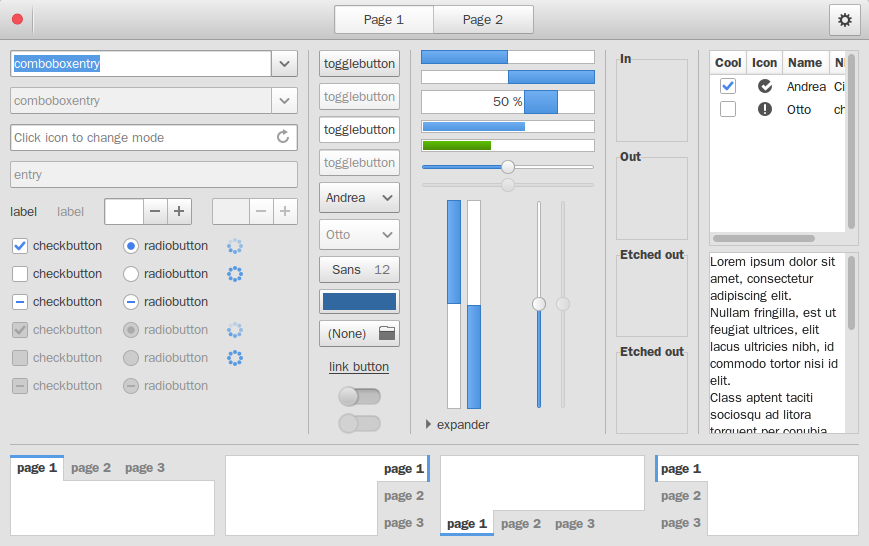 Page 1
Page 2
comboboxentry
comboboxentry
Click icon to change mode
entry
label
label
checkbutton
radiobutton
checkbutton
radiobutton
checkbutton
radiobutton
checkbutton
radiobutton
checkbutton
radiobutton
checkbutton
radiobutton
togglebutton
togglebutton
togglebutton
togglebutton
Andrea
Otto
Sans 12
(None)
link button
50 %
expander
In
Out
Etched out
Etched out
Cool Icon Name
Andrea
Otto
Lorem ipsum dolor sit
amet, consectetur
adipiscing elit.
Nullam fringilla, est ut
feugiat ultrices, elit
lacus ultricies nibh, id
commodo tortor nisi id
elit.
Class aptent taciti
sociosqu ad litora
torquent per conubia
page 1 page 2 page 3
page 1
page 2
page 3
page 1 page 2 page 3
page 1
page 2
page 3